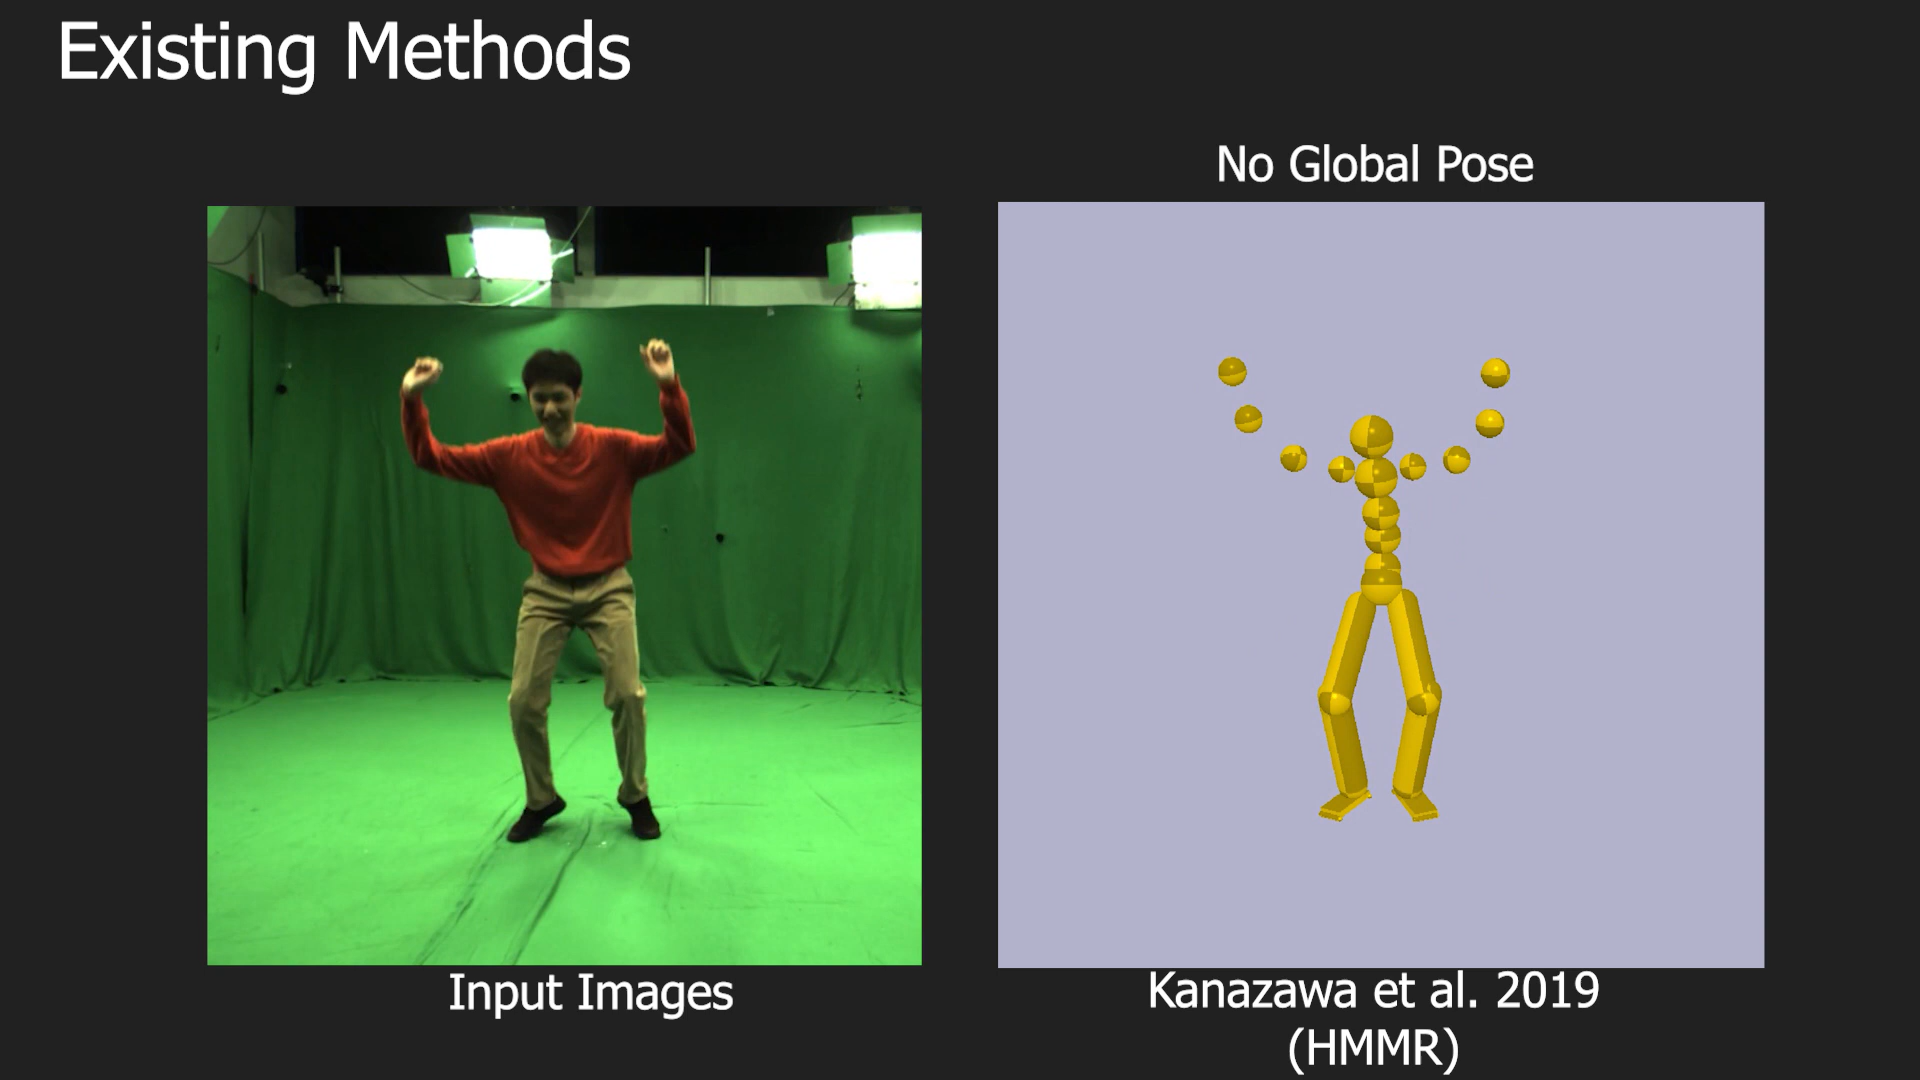 Existing Methods
No Global Pose
Input Images
Kanazawa et al. 2019
(HMMR)